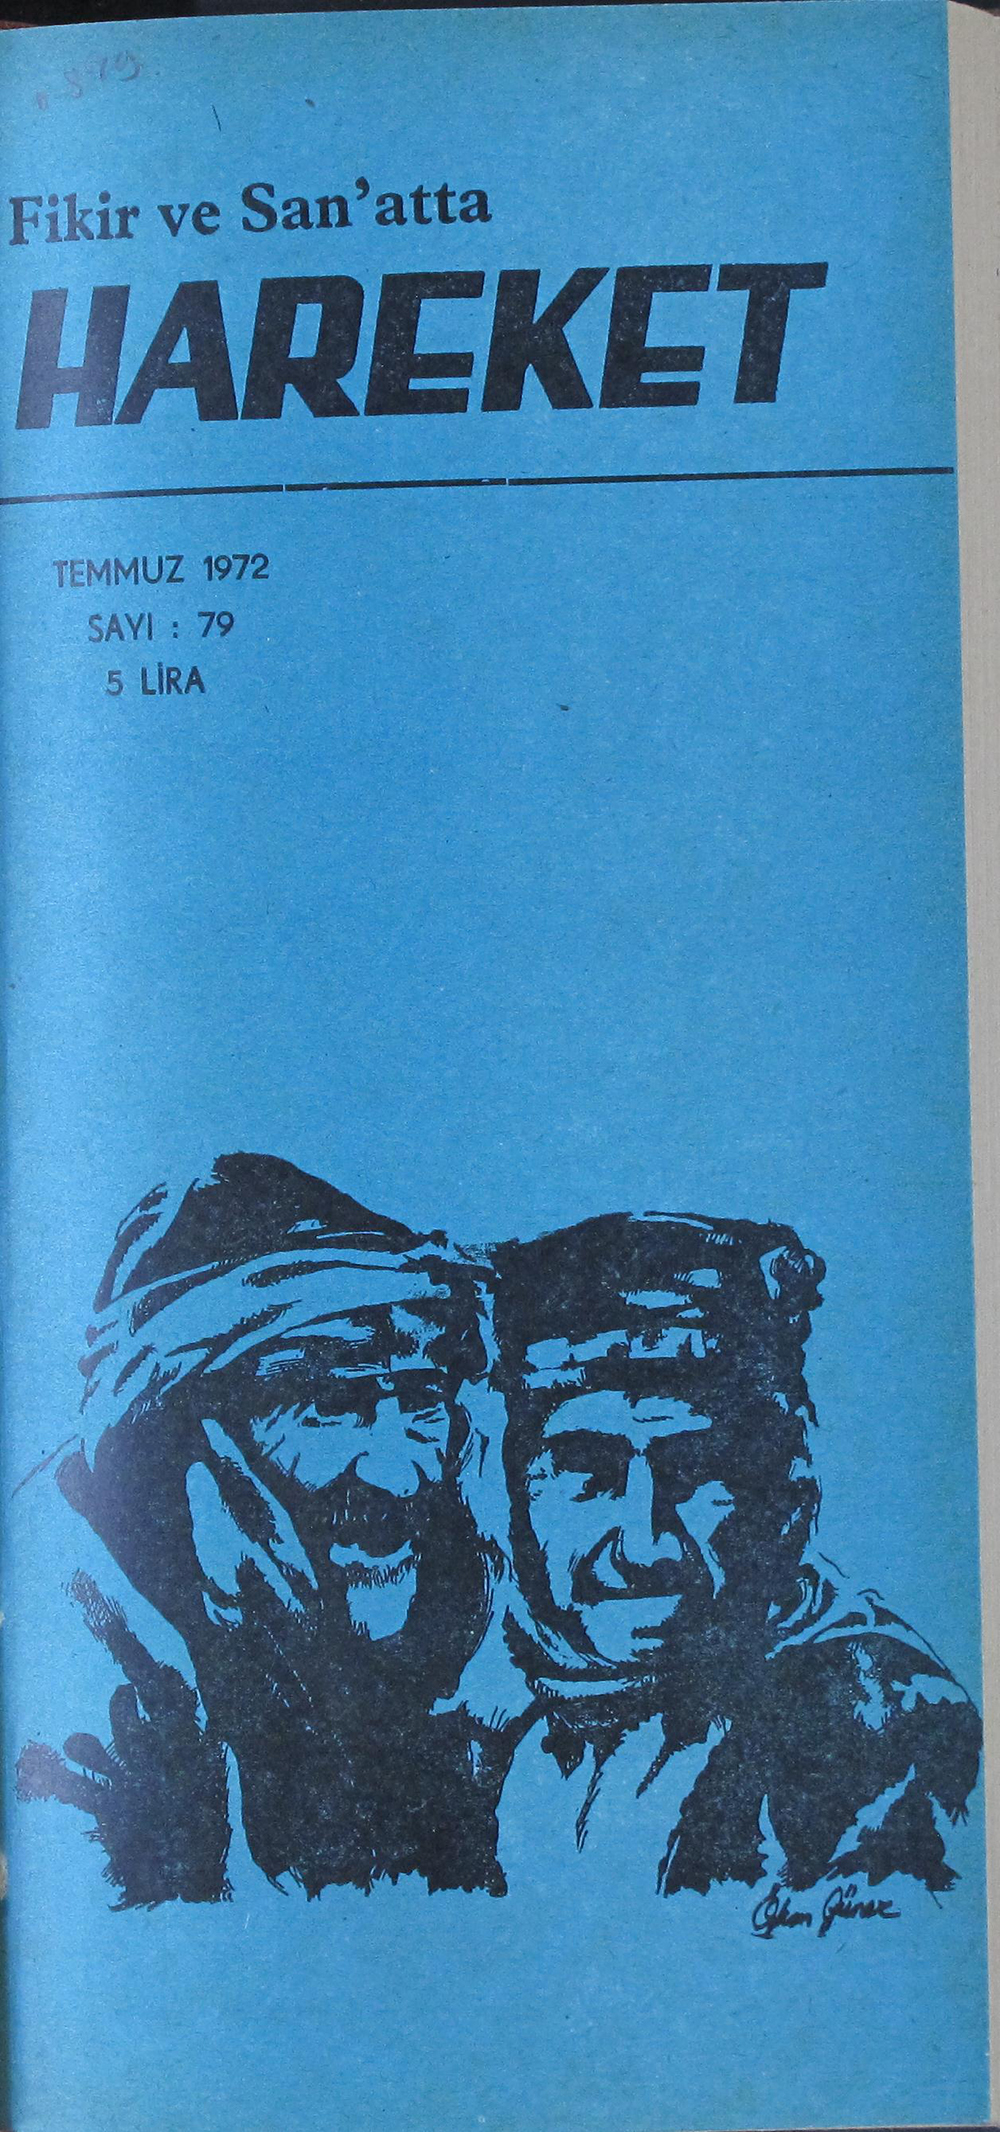 Fikir ve San'atta
HAREKET
TEMMUZ 1972
SAYI : 79
5 LİRA